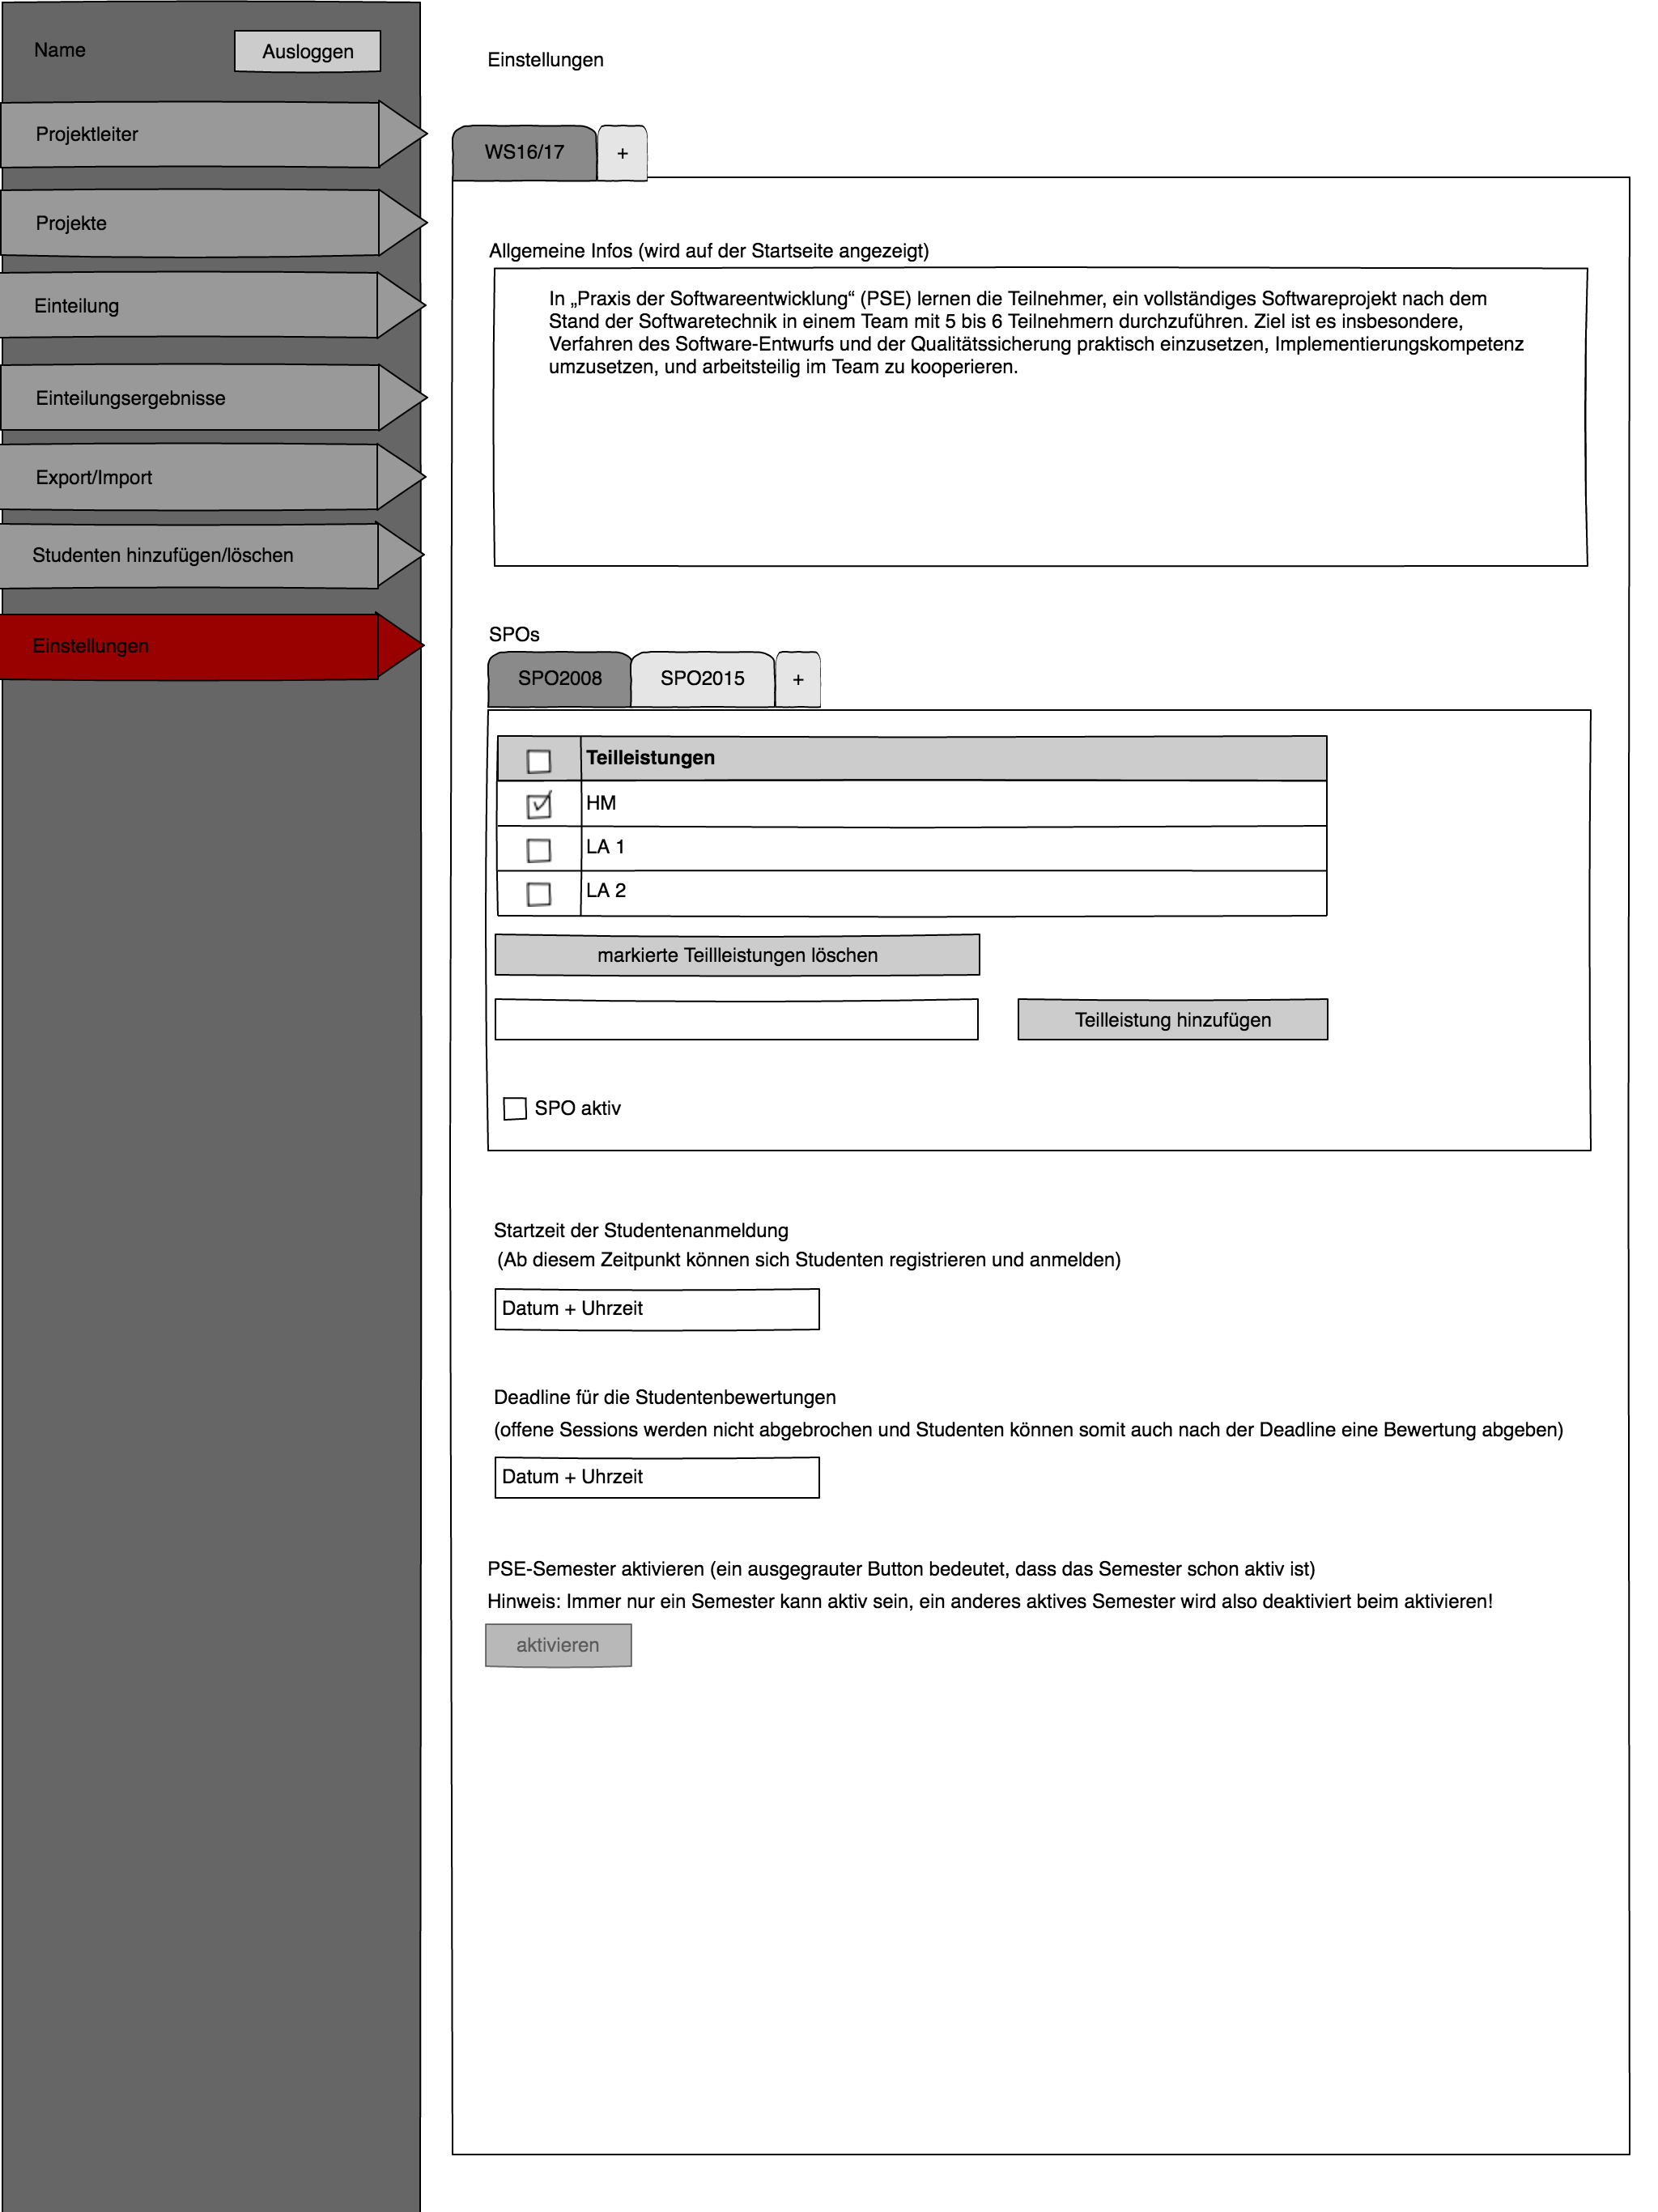 Name
Ausloggen
Projektleiter
Projekte
Einteilung
Einteilungsergebnisse
Export/Import
Studenten hinzufügen/löschen
Einstellungen
Einstellungen
WS16/17
+
Allgemeine Infos (wird auf der Startseite angezeigt)
In „Praxis der Softwareentwicklung“ (PSE) lernen die Teilnehmer, ein vollständiges Softwareprojekt nach dem
Stand der Softwaretechnik in einem Team mit 5 bis 6 Teilnehmern durchzuführen. Ziel ist es insbesondere,
Verfahren des Software-Entwurfs und der Qualitätssicherung praktisch einzusetzen, Implementierungskompetenz
umzusetzen, und arbeitsteilig im Team zu kooperieren.
SPOs
SPO2008
SPO2015
+
Teilleistungen
HM
LA 1
LA 2
markierte Teillleistungen löschen
Teilleistung hinzufügen
SPO aktiv
Startzeit der Studentenanmeldung
(Ab diesem Zeitpunkt können sich Studenten registrieren und anmelden)
Datum + Uhrzeit
Deadline für die Studentenbewertungen
(offene Sessions werden nicht abgebrochen und Studenten können somit auch nach der Deadline eine Bewertung abgeben)
Datum + Uhrzeit
PSE-Semester aktivieren (ein ausgegrauter Button bedeutet, dass das Semester schon aktiv ist)
Hinweis: Immer nur ein Semester kann aktiv sein, ein anderes aktives Semester wird also deaktiviert beim aktivieren!
aktivieren